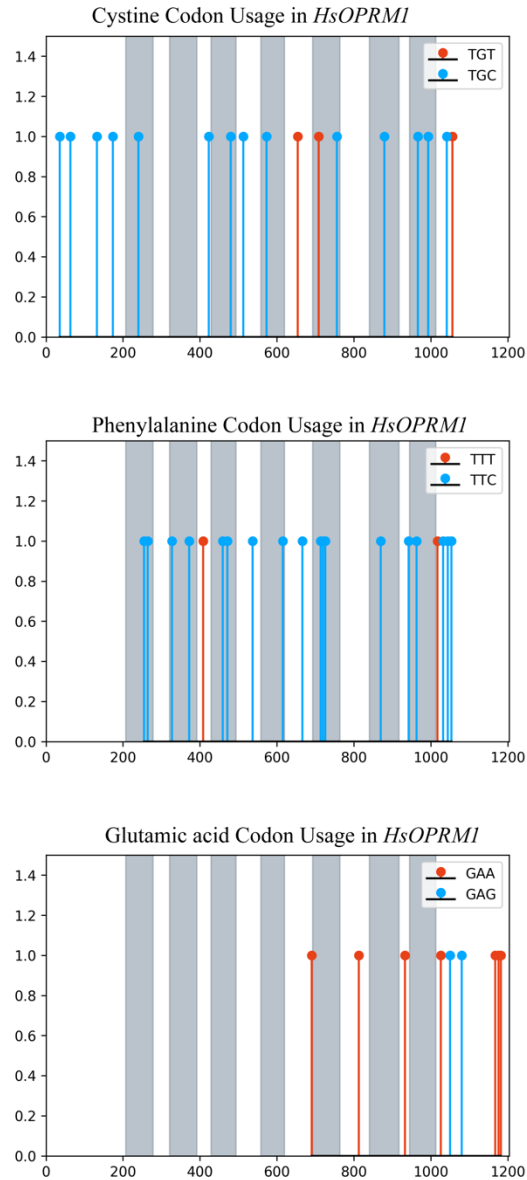 Cystine Codon Usage in HsOPRM1
TGT
TGC
1.4
1.2
1.0
0.8
0.6
0.4
0.2
0.0
0 200 400 600 800 1000 1200
Phenylalanine Codon Usage in HsOPRM1
TTT
TTC
1.4
1.2
1.0
0.8
0.6
0.4
0.2
0.0
0 200 400 600 800 1000 1200
Glutamic acid Codon Usage in HsOPRM1
GAA
GAG
1.4
1.2
1.0
0.8
0.6
0.4
0.2
0.0
0 200 400 600 800 1000 1200